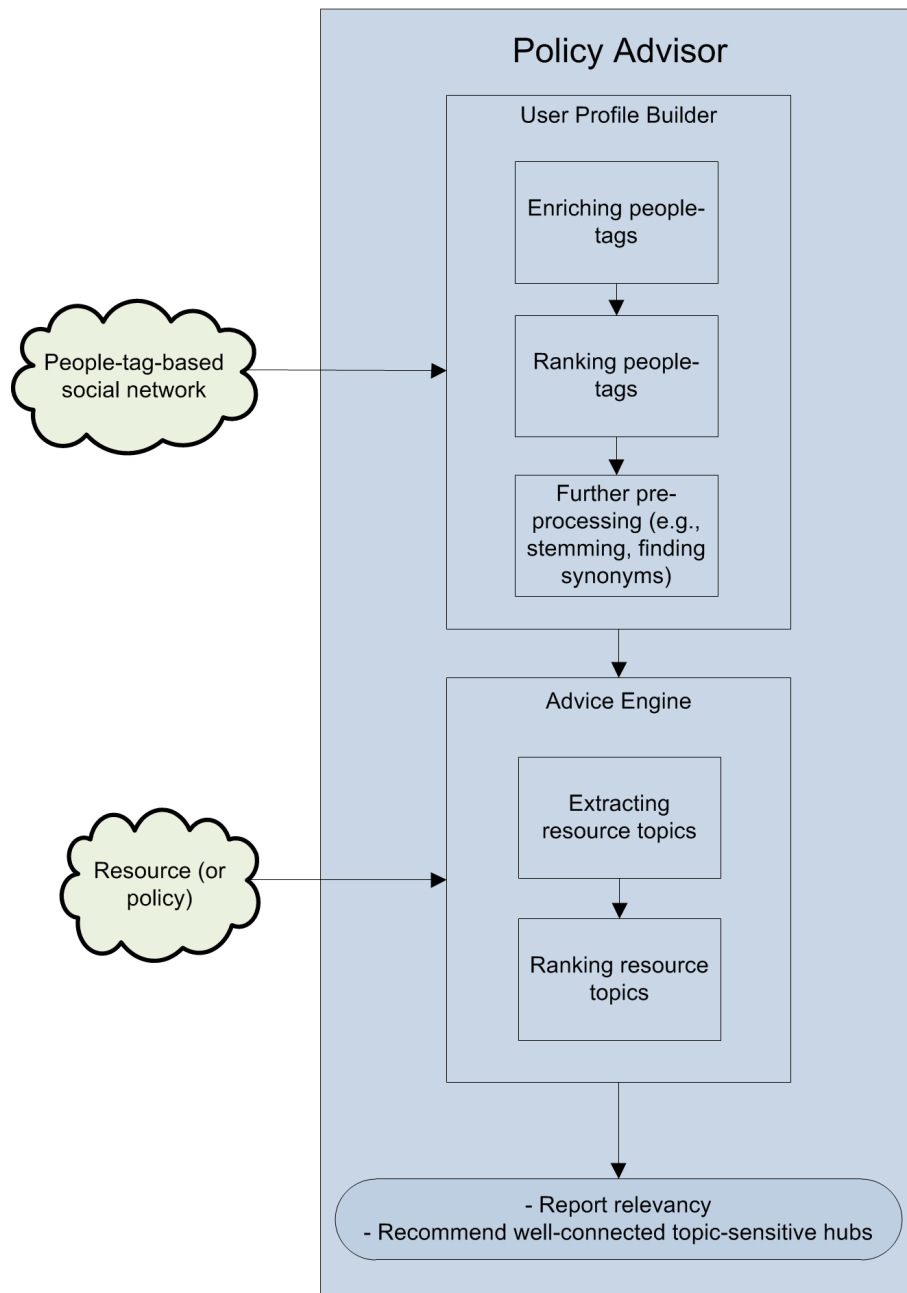 Policy Advisor
User Profile Builder
Enriching people-
tags
People-tag-based
social network
Ranking people-
tags
Further pre-
processing (e.g.,
stemming, finding
synonyms)
Advice Engine
Extracting
resource topics
Resource (or
policy)
Ranking resource
topics
- Report relevancy
- Recommend well-connected topic-sensitive hubs